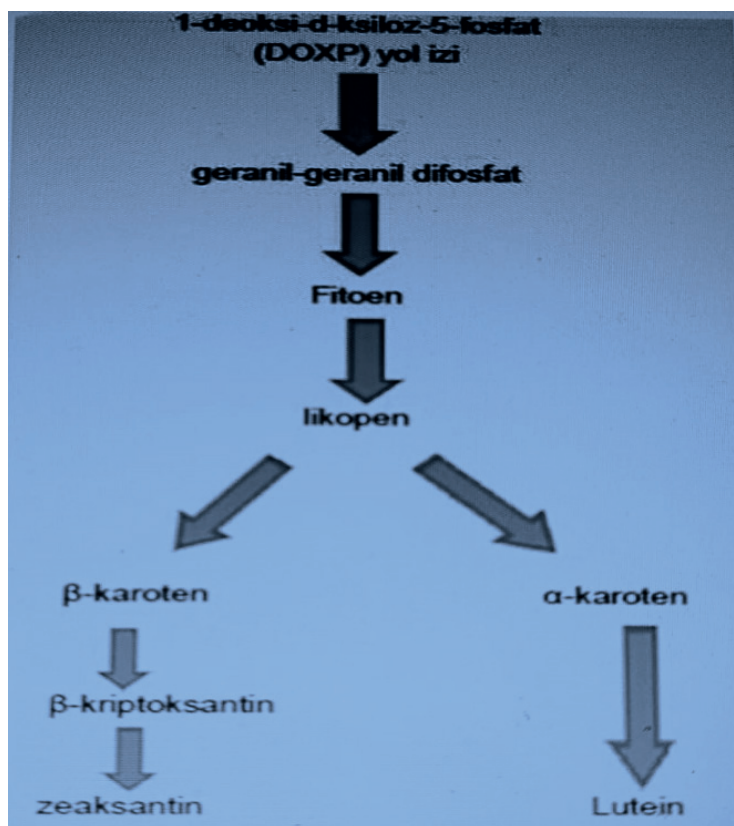 1-deoksi-d-ksiloz-5-fosfat
(DOXP) yol izi
geranil-geranil difosfat
Fitoen
likopen
β-karoten
α-karoten
β-kriptoksantin
zeaksantin
Lutein